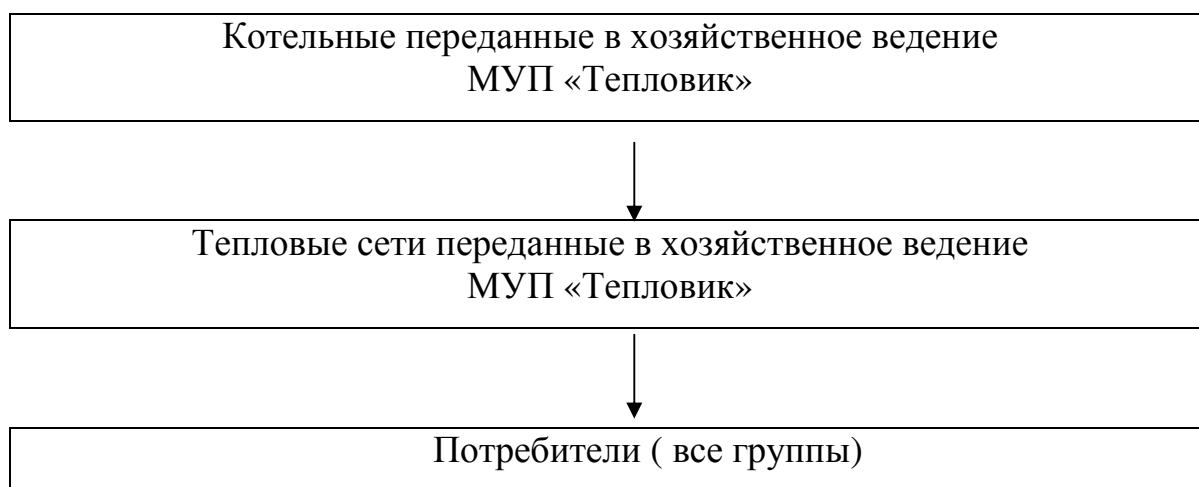 Котельные переданные в хозяйственное ведение
МУП «Тепловик»
Тепловые сети переданные в хозяйственное ведение
МУП «Тепловик»
Потребители ( все группы)